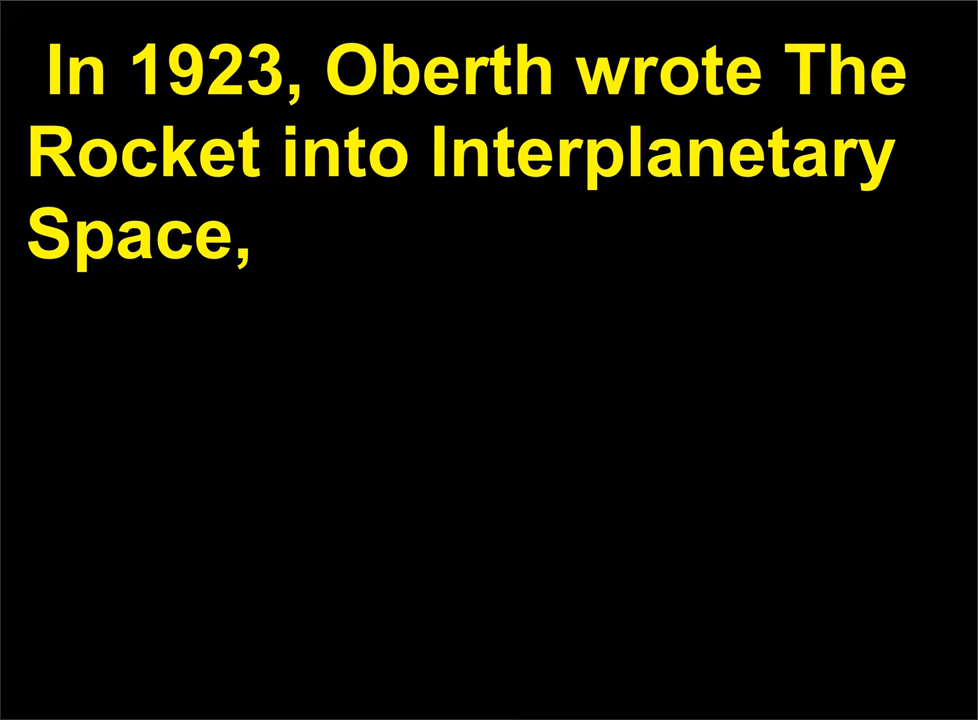 In 1923, Oberth wrote The
Rocket into Interplanetary
Space,